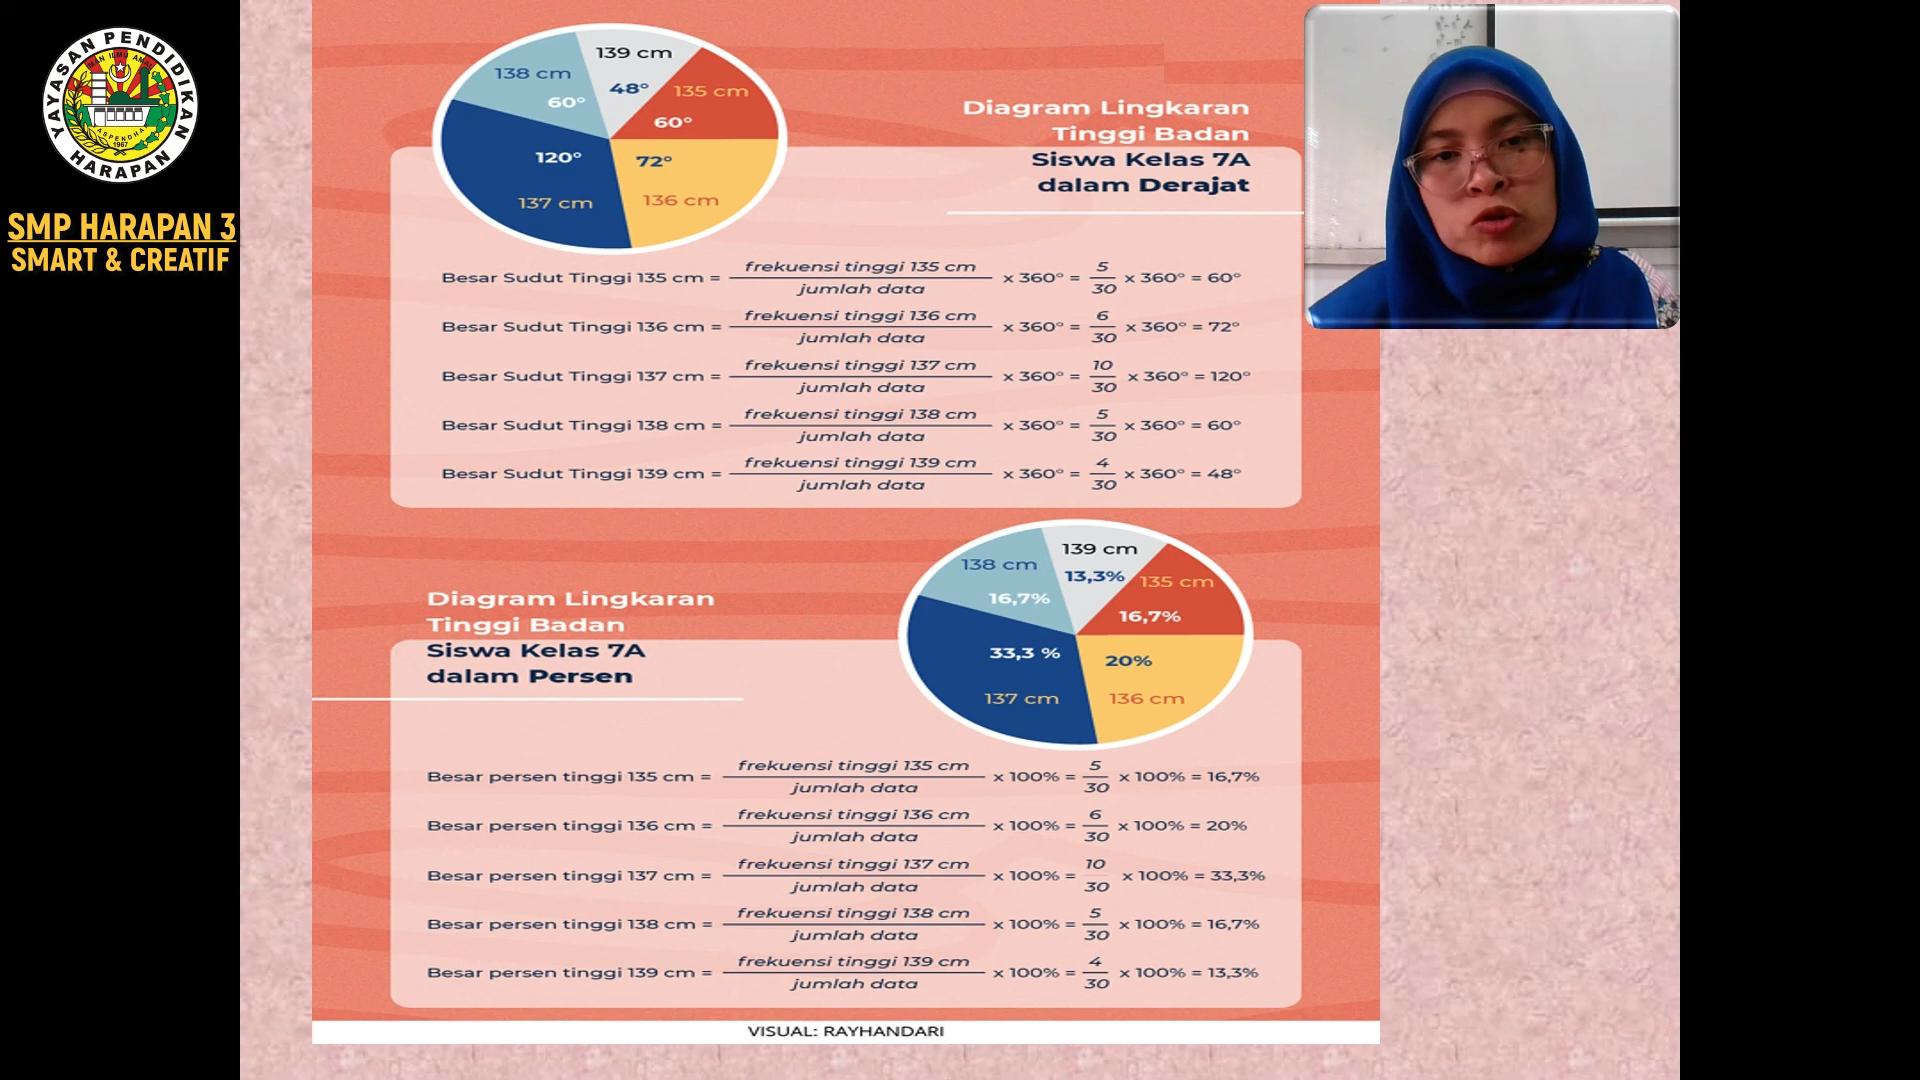 YAYASAN PENDIDIKAN
IMAN ILMU AMAL
ASPENDHA
1967
HARAPAN
SMP HARAPAN 3
SMART & CREATIF
139 cm
138 cm
48°
135 cm
60°
60°
120°
72°
137 cm
136 cm
Diagram Lingkaran
Tinggi Badan
Siswa Kelas 7A
dalam Derajat
Besar Sudut Tinggi 135 cm = frekuensi tinggi 135 cm / jumlah data x 360° = 5/30 x 360° = 60°
Besar Sudut Tinggi 136 cm = frekuensi tinggi 136 cm / jumlah data x 360° = 6/30 x 360° = 72°
Besar Sudut Tinggi 137 cm = frekuensi tinggi 137 cm / jumlah data x 360° = 10/30 x 360° = 120°
Besar Sudut Tinggi 138 cm = frekuensi tinggi 138 cm / jumlah data x 360° = 5/30 x 360° = 60°
Besar Sudut Tinggi 139 cm = frekuensi tinggi 139 cm / jumlah data x 360° = 4/30 x 360° = 48°
139 cm
138 cm
13,3%
135 cm
16,7%
16,7%
33,3 %
20%
137 cm
136 cm
Diagram Lingkaran
Tinggi Badan
Siswa Kelas 7A
dalam Persen
Besar persen tinggi 135 cm = frekuensi tinggi 135 cm / jumlah data x 100% = 5/30 x 100% = 16,7%
Besar persen tinggi 136 cm = frekuensi tinggi 136 cm / jumlah data x 100% = 6/30 x 100% = 20%
Besar persen tinggi 137 cm = frekuensi tinggi 137 cm / jumlah data x 100% = 10/30 x 100% = 33,3%
Besar persen tinggi 138 cm = frekuensi tinggi 138 cm / jumlah data x 100% = 5/30 x 100% = 16,7%
Besar persen tinggi 139 cm = frekuensi tinggi 139 cm / jumlah data x 100% = 4/30 x 100% = 13,3%
VISUAL: RAYHANDARI